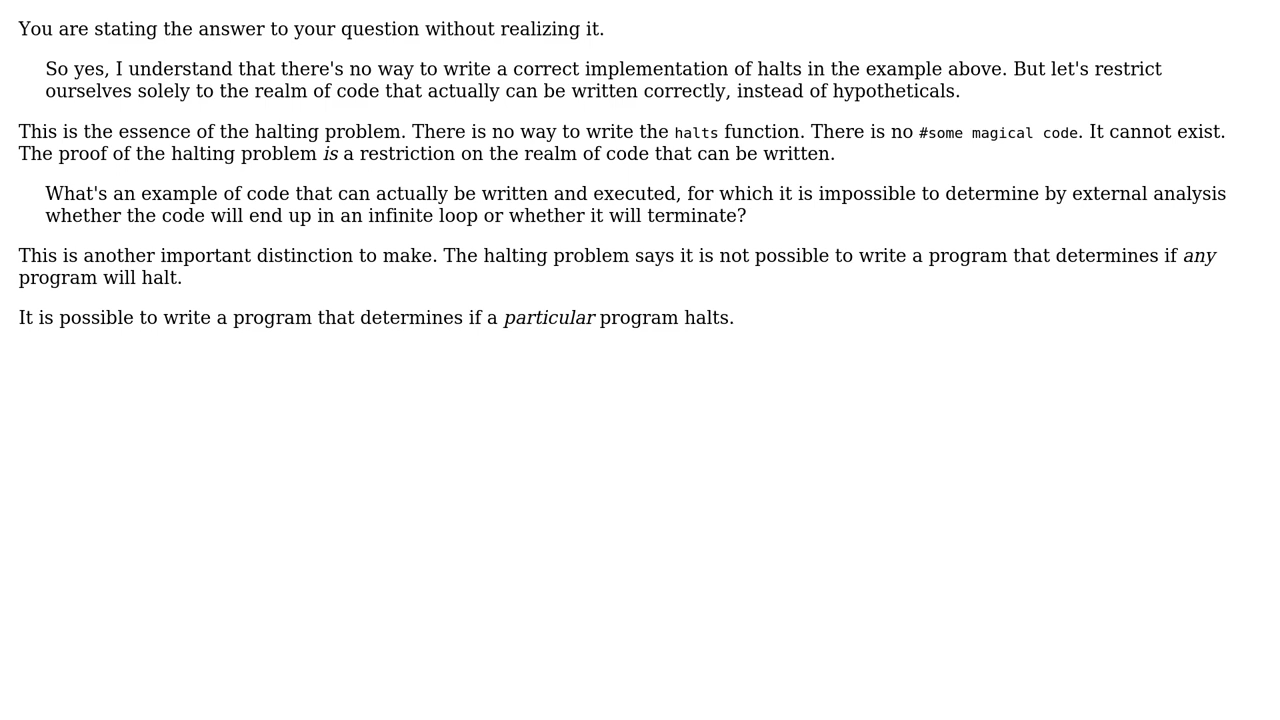 You are stating the answer to your question without realizing it.
So yes, I understand that there's no way to write a correct implementation of halts in the example above. But let's restrict
ourselves solely to the realm of code that actually can be written correctly, instead of hypotheticals.
This is the essence of the halting problem. There is no way to write the halts function. There is no #some magical code. It cannot exist.
The proof of the halting problem is a restriction on the realm of code that can be written.
What's an example of code that can actually be written and executed, for which it is impossible to determine by external analysis
whether the code will end up in an infinite loop or whether it will terminate?
This is another important distinction to make. The halting problem says it is not possible to write a program that determines if any
program will halt.
It is possible to write a program that determines if a particular program halts.